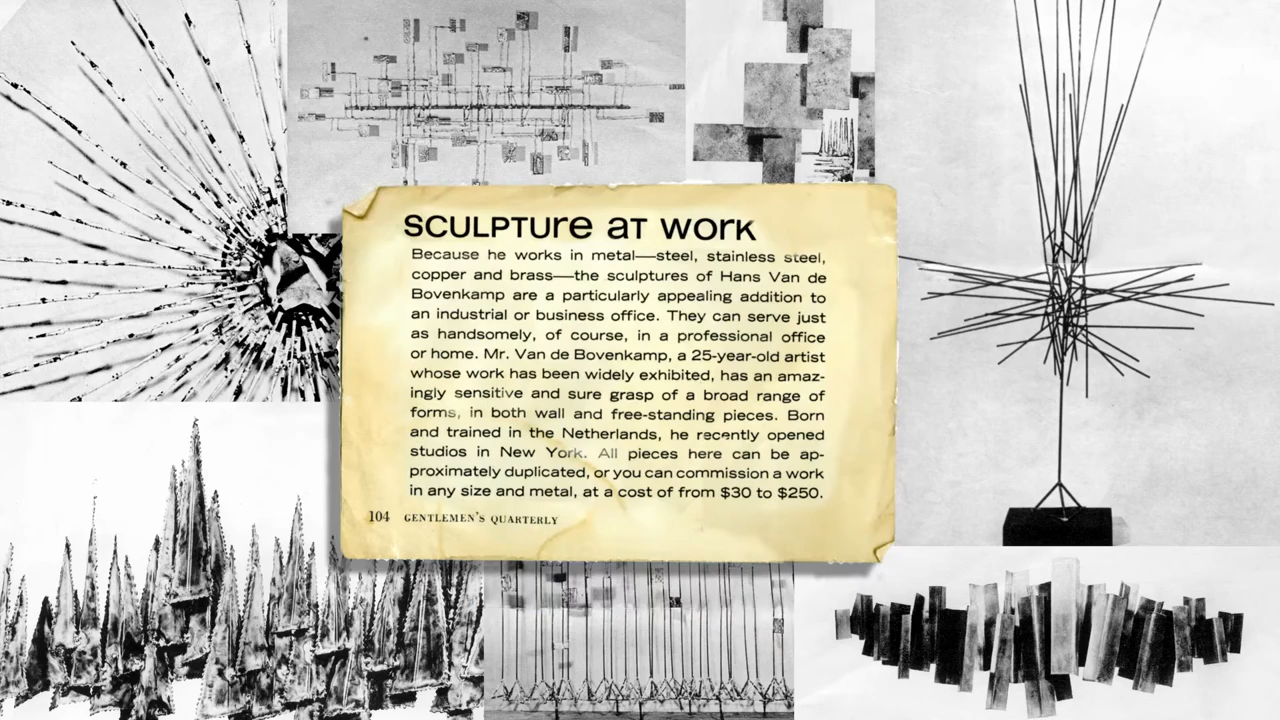 SCULPTURE AT WORK
Because he works in metal—steel, stainless steel,
copper and brass—the sculptures of Hans Van de
Bovenkamp are a particularly appealing addition to
an industrial or business office. They can serve just
as handsomely, of course, in a professional office
or home. Mr. Van de Bovenkamp, a 25-year-old artist
whose work has been widely exhibited, has an amaz-
ingly sensitive and sure grasp of a broad range of
forms, in both wall and free-standing pieces. Born
and trained in the Netherlands, he recently opened
studios in New York. All pieces here can be ap-
proximately duplicated, or you can commission a work
in any size and metal, at a cost of from $30 to $250.
104 GENTLEMEN'S QUARTERLY